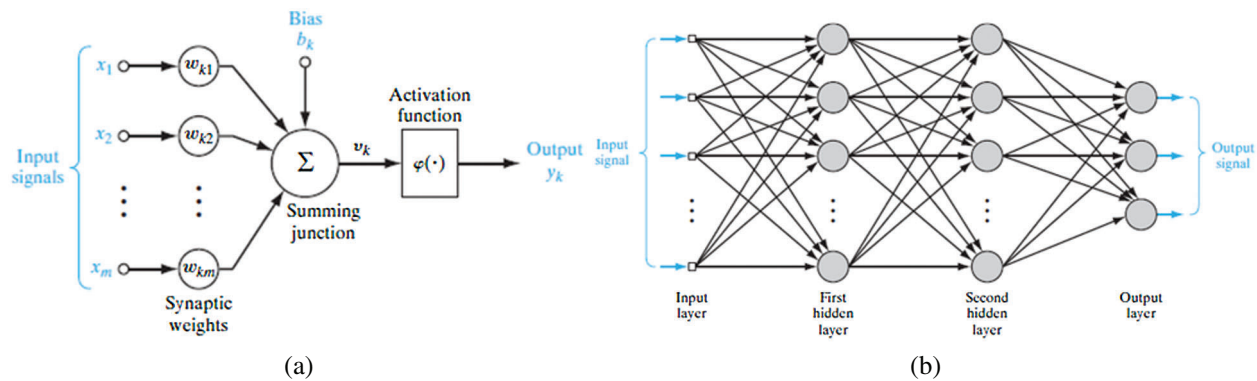 Bias
b_k
x_1
w_k1
Activation
function
x_2
w_k2
Input
signals
Σ
v_k
φ(·)
Output
y_k
Summing
junction
x_m
w_km
Synaptic
weights
(a)
Input
signal
Output
signal
Input
layer
First
hidden
layer
Second
hidden
layer
Output
layer
(b)